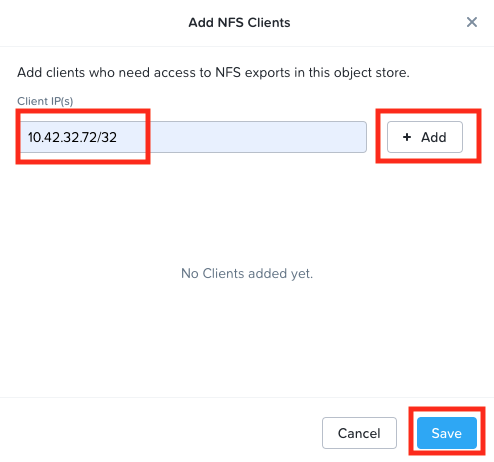 Add NFS Clients
Add clients who need access to NFS exports in this object store.
Client IP(s)
10.42.32.72/32
+ Add
No Clients added yet.
Cancel
Save